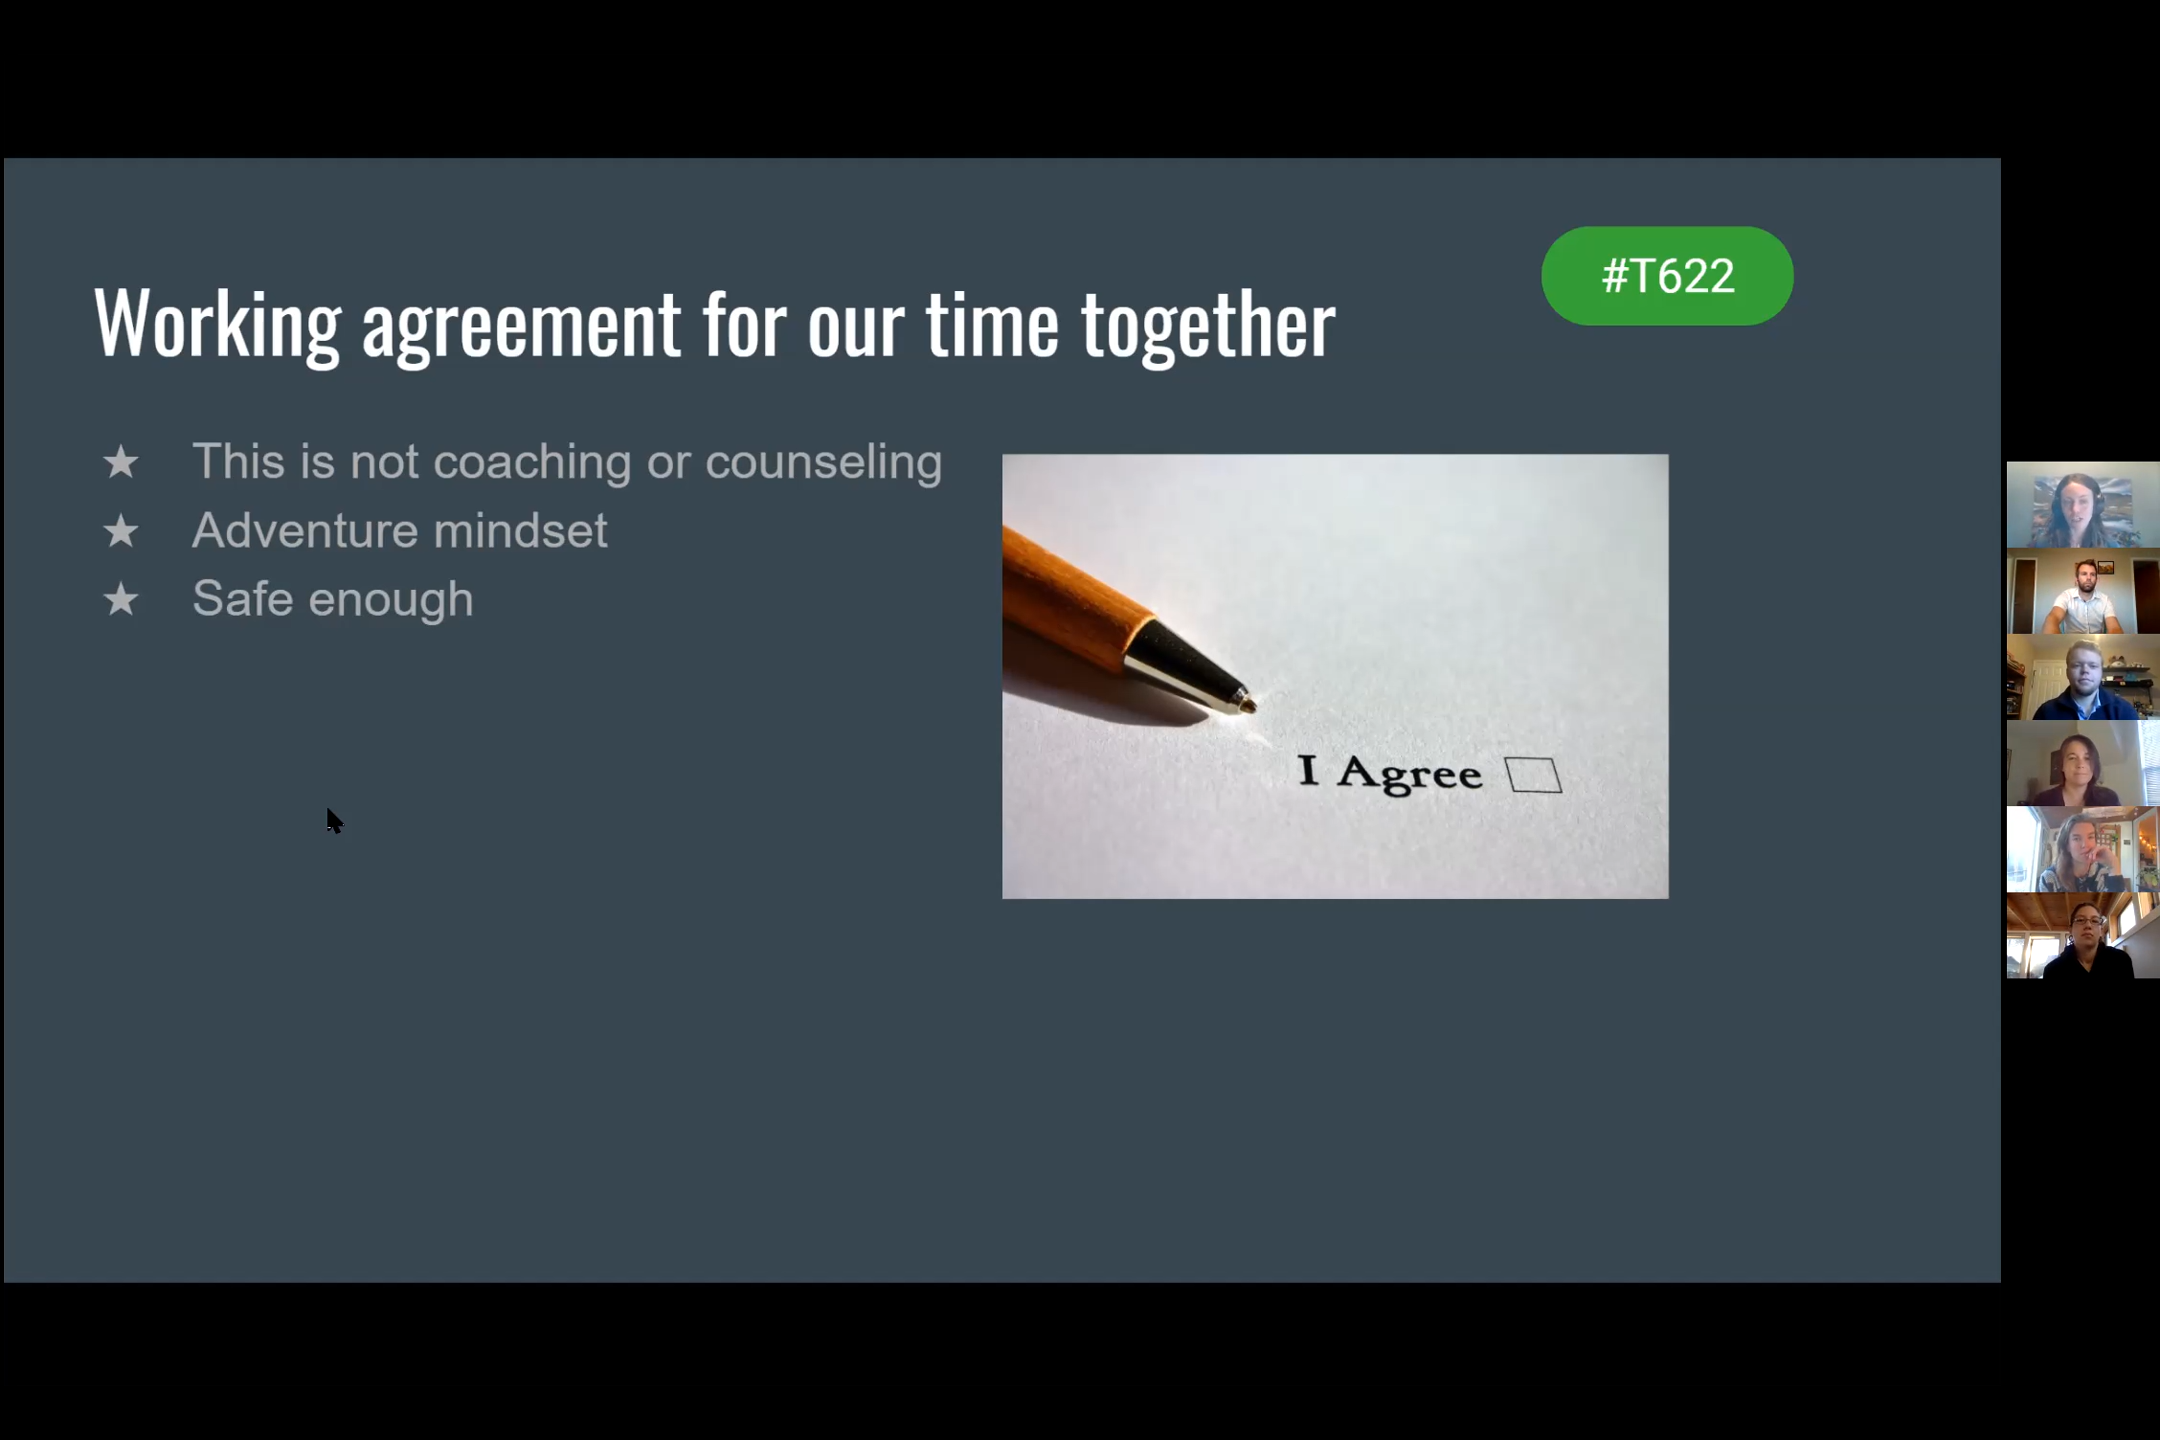 #T622
Working agreement for our time together
★ This is not coaching or counseling
★ Adventure mindset
★ Safe enough
I Agree